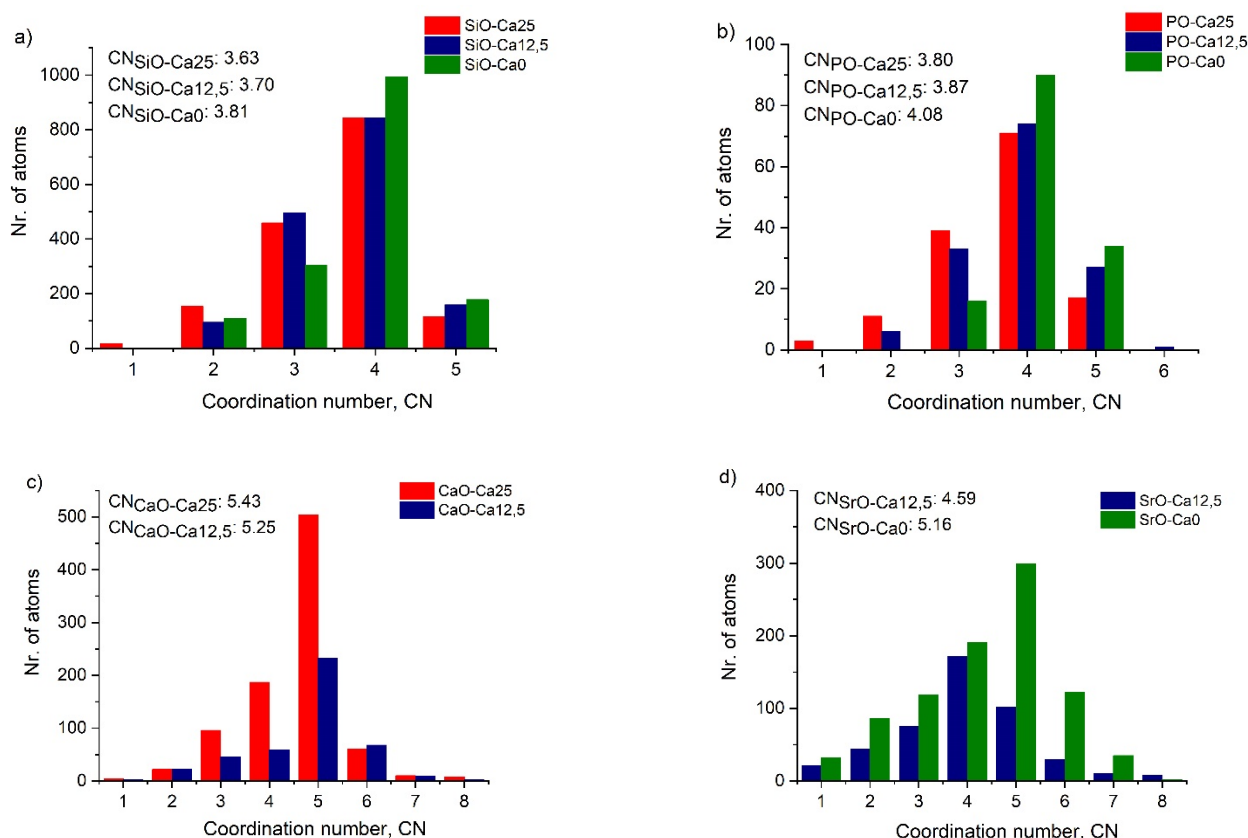 a)
CNSiO-Ca25: 3.63
CNSiO-Ca12,5: 3.70
CNSiO-Ca0: 3.81
SiO-Ca25
SiO-Ca12,5
SiO-Ca0
Nr. of atoms
1000
800
600
400
200
0
1 2 3 4 5
Coordination number, CN
b)
CNPO-Ca25: 3.80
CNPO-Ca12,5: 3.87
CNPO-Ca0: 4.08
PO-Ca25
PO-Ca12,5
PO-Ca0
Nr. of atoms
100
80
60
40
20
0
1 2 3 4 5 6
Coordination number, CN
c)
CNCaO-Ca25: 5.43
CNCaO-Ca12,5: 5.25
CaO-Ca25
CaO-Ca12,5
Nr. of atoms
500
400
300
200
100
0
1 2 3 4 5 6 7 8
Coordination number, CN
d)
CNSrO-Ca12,5: 4.59
CNSrO-Ca0: 5.16
SrO-Ca12,5
SrO-Ca0
Nr. of atoms
400
300
200
100
0
1 2 3 4 5 6 7 8
Coordination number, CN